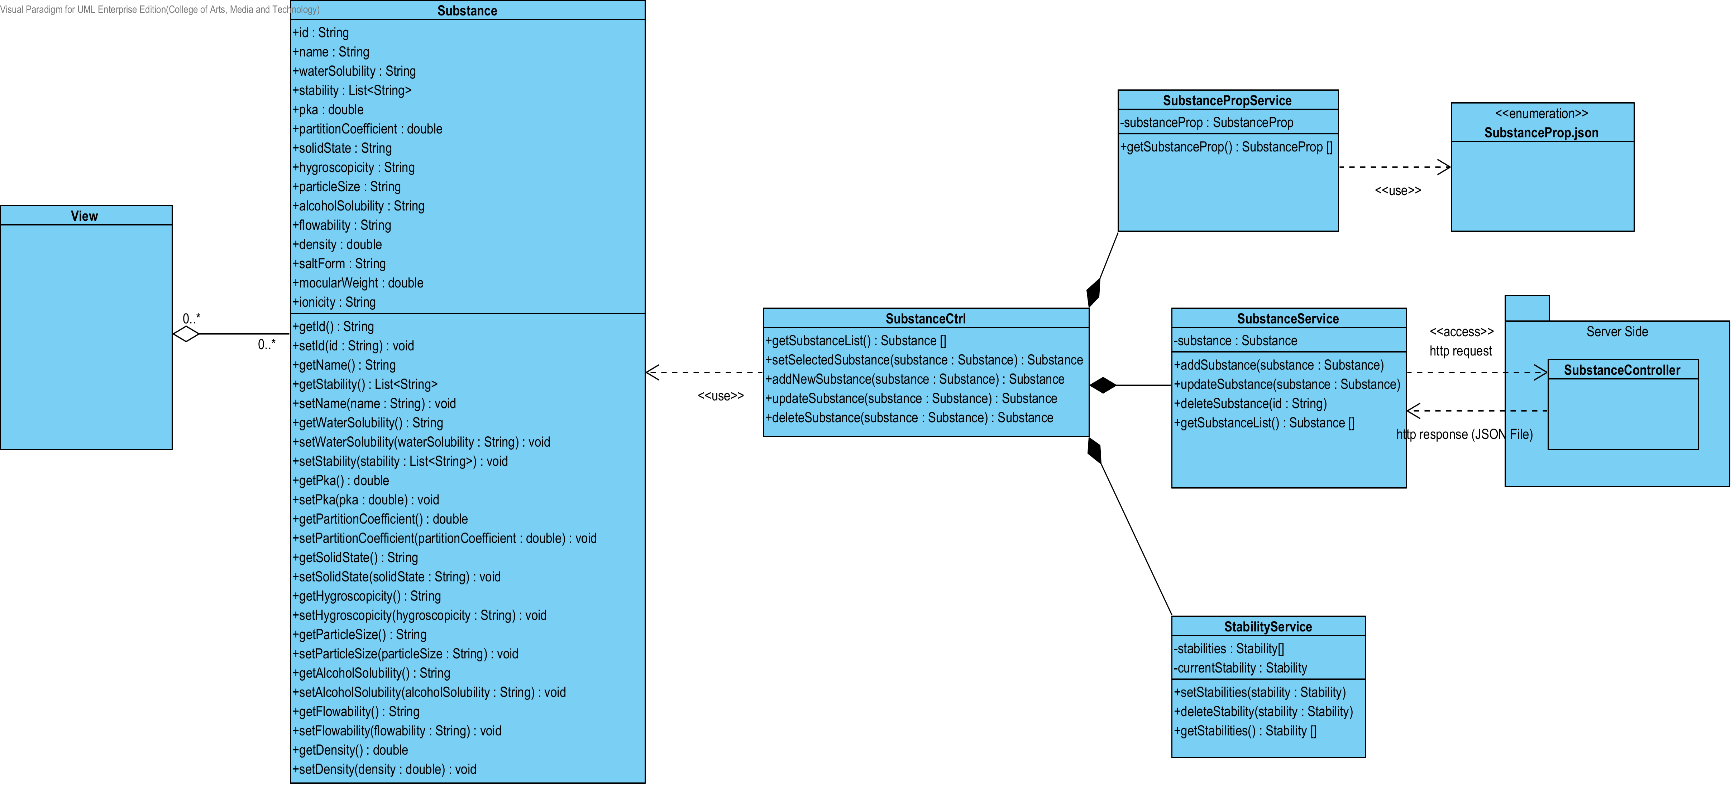 Visual Paradigm for UML Enterprise Edition(College of Arts, Media and Technology)
View
0..*
0..*
Substance
+id : String
+name : String
+waterSolubility : String
+stability : List<String>
+pka : double
+partitionCoefficient : double
+solidState : String
+hygroscopicity : String
+particleSize : String
+alcoholSolubility : String
+flowability : String
+density : double
+saltForm : String
+mocularWeight : double
+ionicity : String
+getId() : String
+setId(id : String) : void
+getName() : String
+getStability() : List<String>
+setName(name : String) : void
+getWaterSolubility() : String
+setWaterSolubility(waterSolubility : String) : void
+setStability(stability : List<String>) : void
+getPka() : double
+setPka(pka : double) : void
+getPartitionCoefficient() : double
+setPartitionCoefficient(partitionCoefficient : double) : void
+getSolidState() : String
+setSolidState(solidState : String) : void
+getHygroscopicity() : String
+setHygroscopicity(hygroscopicity : String) : void
+getParticleSize() : String
+setParticleSize(particleSize : String) : void
+getAlcoholSolubility() : String
+setAlcoholSolubility(alcoholSolubility : String) : void
+getFlowability() : String
+setFlowability(flowability : String) : void
+getDensity() : double
+setDensity(density : double) : void
<<use>>
SubstanceCtrl
+getSubstanceList() : Substance []
+setSelectedSubstance(substance : Substance) : Substance
+addNewSubstance(substance : Substance) : Substance
+updateSubstance(substance : Substance) : Substance
+deleteSubstance(substance : Substance) : Substance
SubstancePropService
-substanceProp : SubstanceProp
+getSubstanceProp() : SubstanceProp []
<<use>>
<<enumeration>>
SubstanceProp.json
SubstanceService
-substance : Substance
+addSubstance(substance : Substance)
+updateSubstance(substance : Substance)
+deleteSubstance(id : String)
+getSubstanceList() : Substance []
<<access>>
http request
http response (JSON File)
Server Side
SubstanceController
StabilityService
-stabilities : Stability[]
-currentStability : Stability
+setStabilities(stability : Stability)
+deleteStability(stability : Stability)
+getStabilities() : Stability []